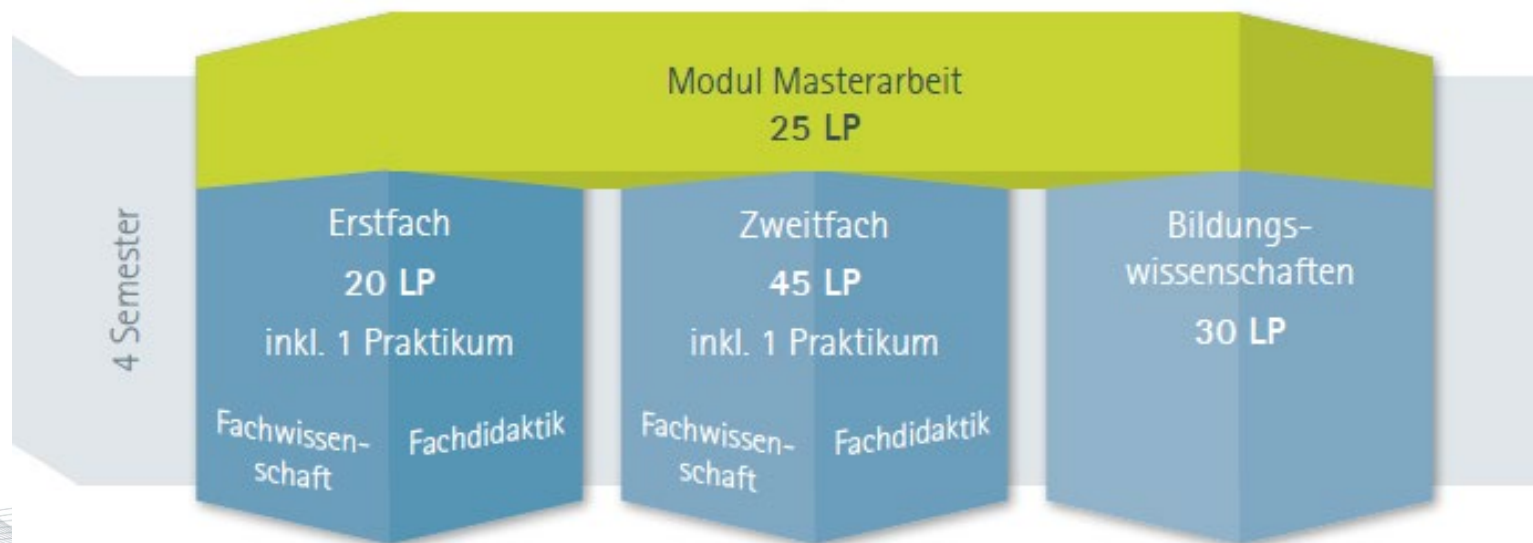 Modul Masterarbeit
25 LP
4 Semester
Erstfach
20 LP
inkl. 1 Praktikum
Fachwissen-
schaft
Fachdidaktik
Zweitfach
45 LP
inkl. 1 Praktikum
Fachwissen-
schaft
Fachdidaktik
Bildungs-
wissenschaften
30 LP